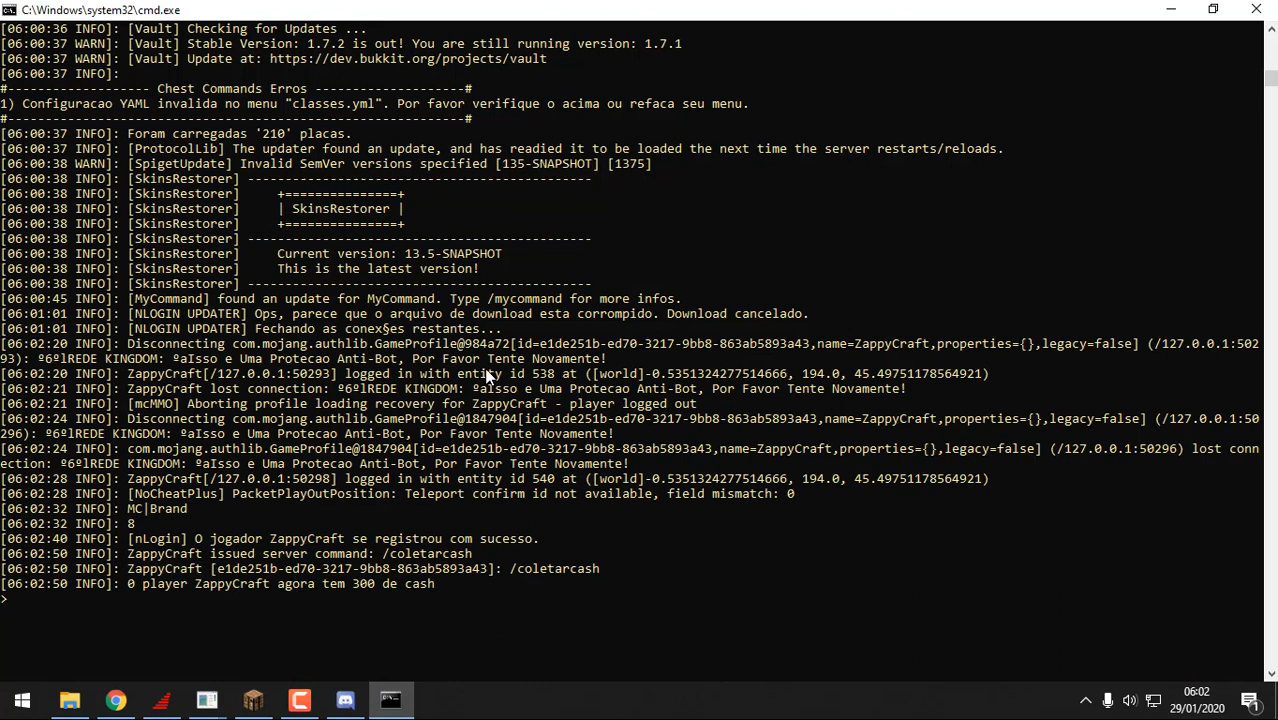 C:\Windows\system32\cmd.exe
[06:00:36 INFO]: [Vault] Checking for Updates ...
[06:00:37 WARN]: [Vault] Stable Version: 1.7.2 is out! You are still running version: 1.7.1
[06:00:37 WARN]: [Vault] Update at: https://dev.bukkit.org/projects/vault
[06:00:37 INFO]:
#------------------- Chest Commands Erros -------------------#
1) Configuracao YAML invalida no menu "classes.yml". Por favor verifique o acima ou refaca seu menu.
#-------------------------------------------------------------#
[06:00:37 INFO]: Foram carregadas '210' placas.
[06:00:37 INFO]: [ProtocolLib] The updater found an update, and has readied it to be loaded the next time the server restarts/reloads.
[06:00:38 WARN]: [SpigetUpdate] Invalid SemVer versions specified [135-SNAPSHOT] [1375]
[06:00:38 INFO]: [SkinsRestorer] ----------------------------------------------
[06:00:38 INFO]: [SkinsRestorer]     +===============+
[06:00:38 INFO]: [SkinsRestorer]     | SkinsRestorer |
[06:00:38 INFO]: [SkinsRestorer]     +===============+
[06:00:38 INFO]: [SkinsRestorer] ----------------------------------------------
[06:00:38 INFO]: [SkinsRestorer]     Current version: 13.5-SNAPSHOT
[06:00:38 INFO]: [SkinsRestorer]     This is the latest version!
[06:00:38 INFO]: [SkinsRestorer] ----------------------------------------------
[06:00:45 INFO]: [MyCommand] found an update for MyCommand. Type /mycommand for more infos.
[06:01:01 INFO]: [NLOGIN UPDATER] Ops, parece que o arquivo de download esta corrompido. Download cancelado.
[06:01:01 INFO]: [NLOGIN UPDATER] Fechando as conex§es restantes...
[06:02:20 INFO]: Disconnecting com.mojang.authlib.GameProfile@984a72[id=e1de251b-ed70-3217-9bb8-863ab5893a43,name=ZappyCraft,properties={},legacy=false] (/127.0.0.1:502
93): º6ºlREDE KINGDOM: ºaIsso e Uma Protecao Anti-Bot, Por Favor Tente Novamente!
[06:02:20 INFO]: ZappyCraft[/127.0.0.1:50293] logged in with entity id 538 at ([world]-0.5351324277514666, 194.0, 45.49751178564921)
[06:02:21 INFO]: ZappyCraft lost connection: º6ºlREDE KINGDOM: ºaIsso e Uma Protecao Anti-Bot, Por Favor Tente Novamente!
[06:02:21 INFO]: [mcMMO] Aborting profile loading recovery for ZappyCraft - player logged out
[06:02:24 INFO]: Disconnecting com.mojang.authlib.GameProfile@1847904[id=e1de251b-ed70-3217-9bb8-863ab5893a43,name=ZappyCraft,properties={},legacy=false] (/127.0.0.1:50
296): º6ºlREDE KINGDOM: ºaIsso e Uma Protecao Anti-Bot, Por Favor Tente Novamente!
[06:02:24 INFO]: com.mojang.authlib.GameProfile@1847904[id=e1de251b-ed70-3217-9bb8-863ab5893a43,name=ZappyCraft,properties={},legacy=false] (/127.0.0.1:50296) lost conn
ection: º6ºlREDE KINGDOM: ºaIsso e Uma Protecao Anti-Bot, Por Favor Tente Novamente!
[06:02:28 INFO]: ZappyCraft[/127.0.0.1:50298] logged in with entity id 540 at ([world]-0.5351324277514666, 194.0, 45.49751178564921)
[06:02:28 INFO]: [NoCheatPlus] PacketPlayOutPosition: Teleport confirm id not available, field mismatch: 0
[06:02:32 INFO]: MC|Brand
[06:02:32 INFO]: 8
[06:02:40 INFO]: [nLogin] O jogador ZappyCraft se registrou com sucesso.
[06:02:50 INFO]: ZappyCraft issued server command: /coletarcash
[06:02:50 INFO]: ZappyCraft [e1de251b-ed70-3217-9bb8-863ab5893a43]: /coletarcash
[06:02:50 INFO]: O player ZappyCraft agora tem 300 de cash
>
06:02
29/01/2020
1